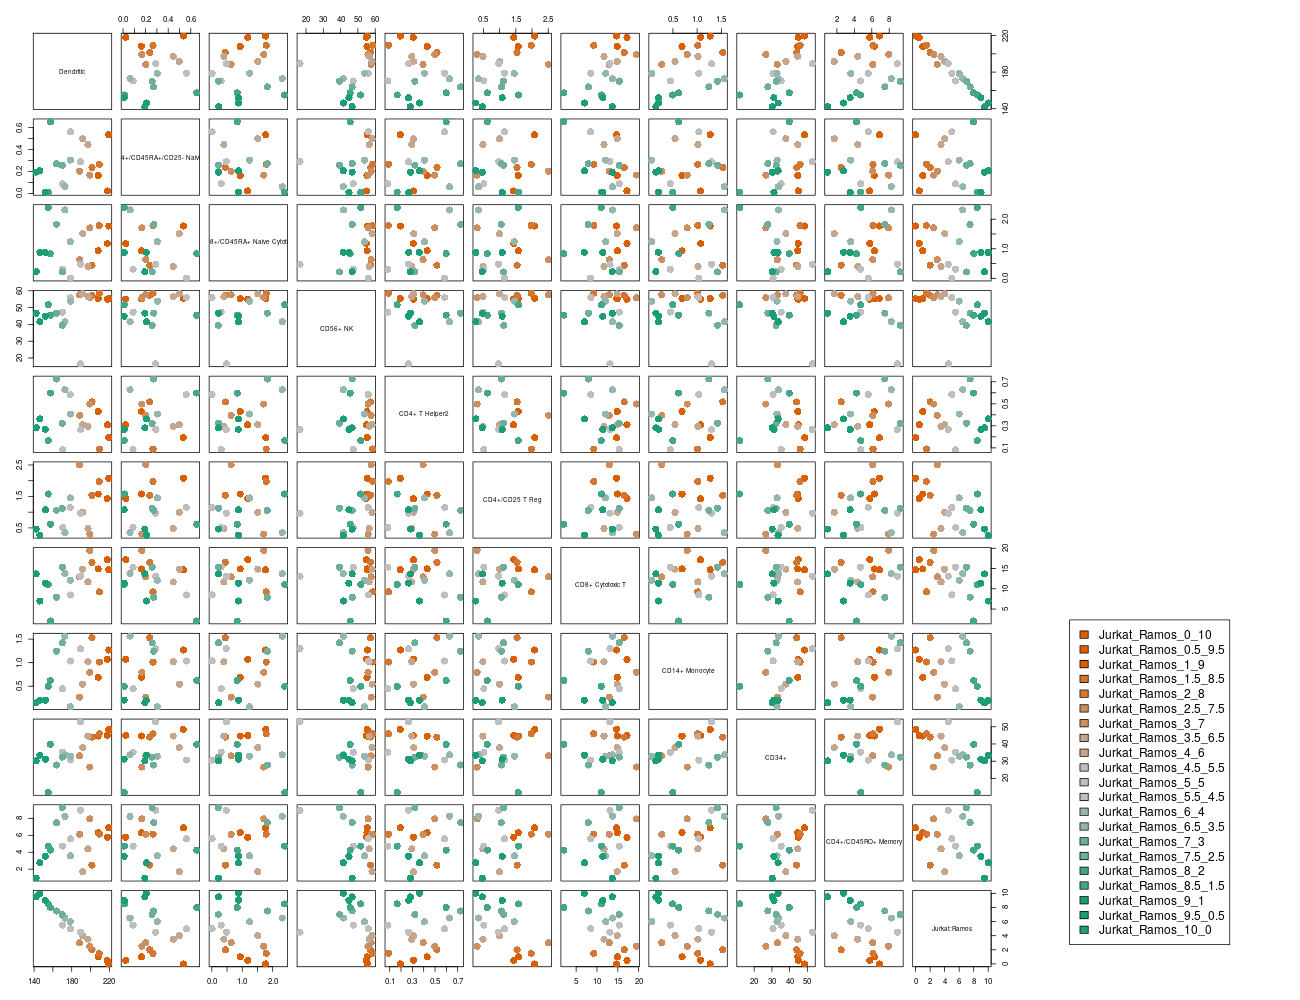 0.0 0.2 0.4 0.6 20 30 40 50 60 0.5 1.5 2.5 0.5 1.0 1.5 2 4 6 8
Dendritic
140 180 220
4+/CD45RA+/CD25- Naiv
0.0 0.2 0.4 0.6
8+/CD45RA+ Naive Cytot
0.0 1.0 2.0
CD56+ NK
20 30 40 50 60
CD4+ T Helper2
0.1 0.3 0.5 0.7
CD4+/CD25 T Reg
0.5 1.5 2.5
CD8+ Cytotoxic T
5 10 15 20
CD14+ Monocyte
0.5 1.0 1.5
CD34+
20 30 40 50
CD4+/CD45RO+ Memory
2 4 6 8
Jurkat:Ramos
0 2 4 6 8 10
140 180 220 0.0 1.0 2.0 0.1 0.3 0.5 0.7 5 10 15 20 20 30 40 50 0 2 4 6 8 10
Jurkat_Ramos_0_10
Jurkat_Ramos_0.5_9.5
Jurkat_Ramos_1_9
Jurkat_Ramos_1.5_8.5
Jurkat_Ramos_2_8
Jurkat_Ramos_2.5_7.5
Jurkat_Ramos_3_7
Jurkat_Ramos_3.5_6.5
Jurkat_Ramos_4_6
Jurkat_Ramos_4.5_5.5
Jurkat_Ramos_5_5
Jurkat_Ramos_5.5_4.5
Jurkat_Ramos_6_4
Jurkat_Ramos_6.5_3.5
Jurkat_Ramos_7_3
Jurkat_Ramos_7.5_2.5
Jurkat_Ramos_8_2
Jurkat_Ramos_8.5_1.5
Jurkat_Ramos_9_1
Jurkat_Ramos_9.5_0.5
Jurkat_Ramos_10_0